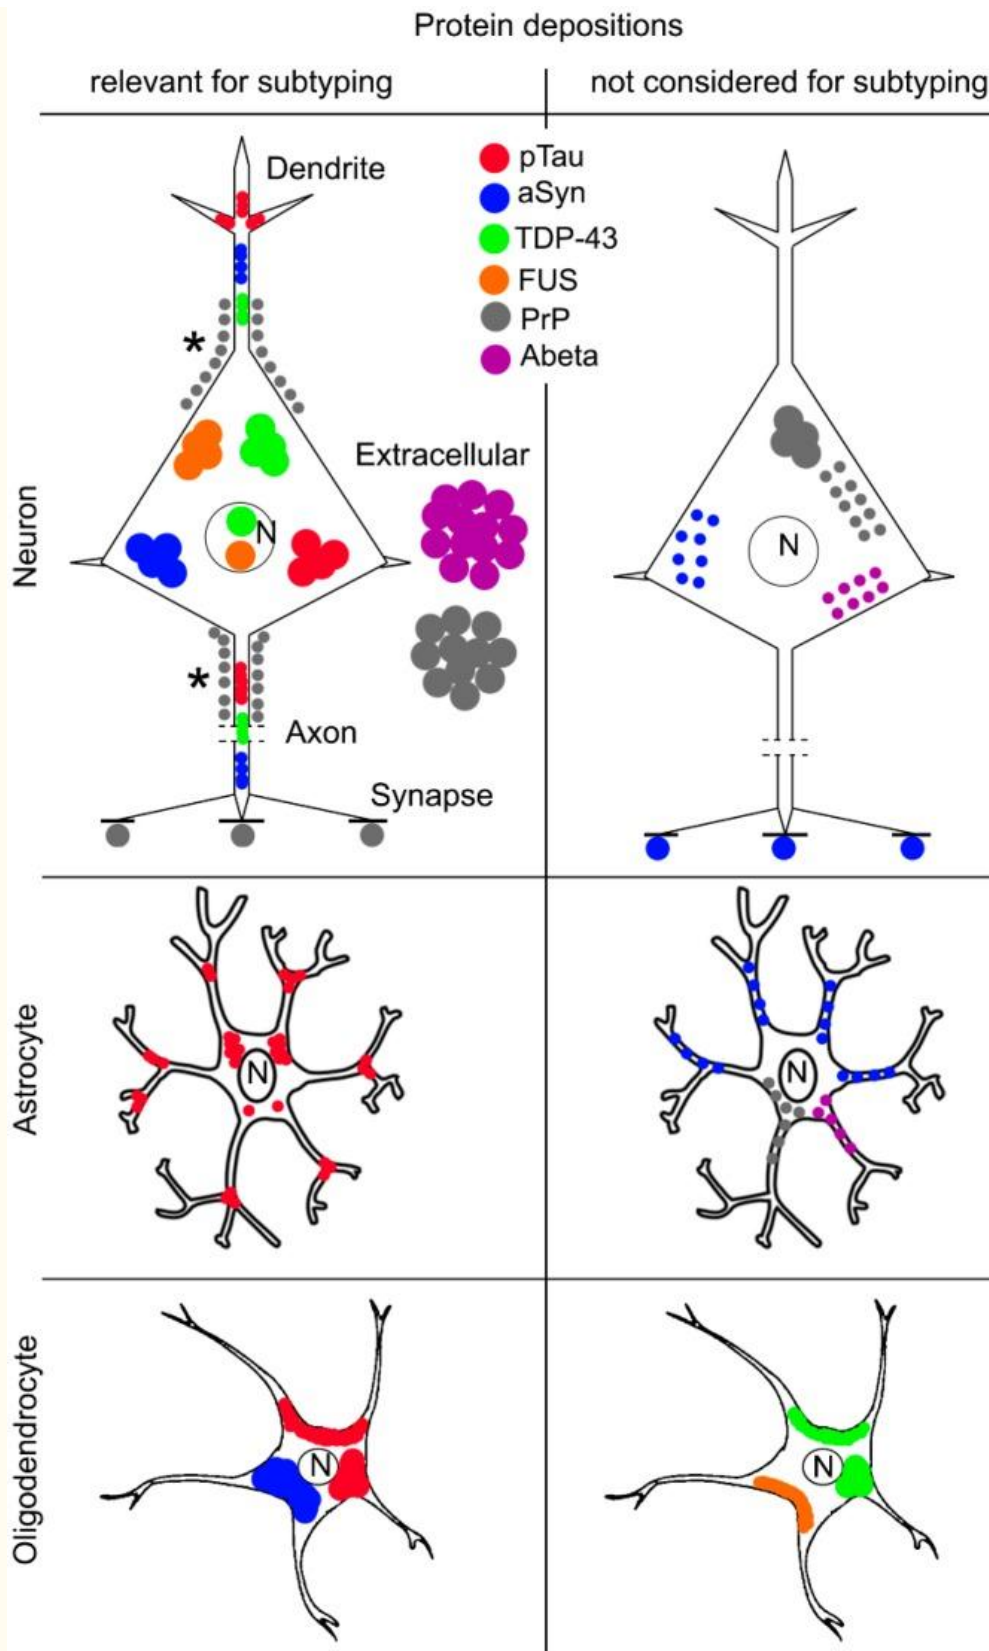 Protein depositions
relevant for subtyping
not considered for subtyping
Neuron
Dendrite
pTau
aSyn
TDP-43
FUS
PrP
Abeta
*
Extracellular
N
N
*
Axon
Synapse
Astrocyte
N
N
Oligodendrocyte
N
N